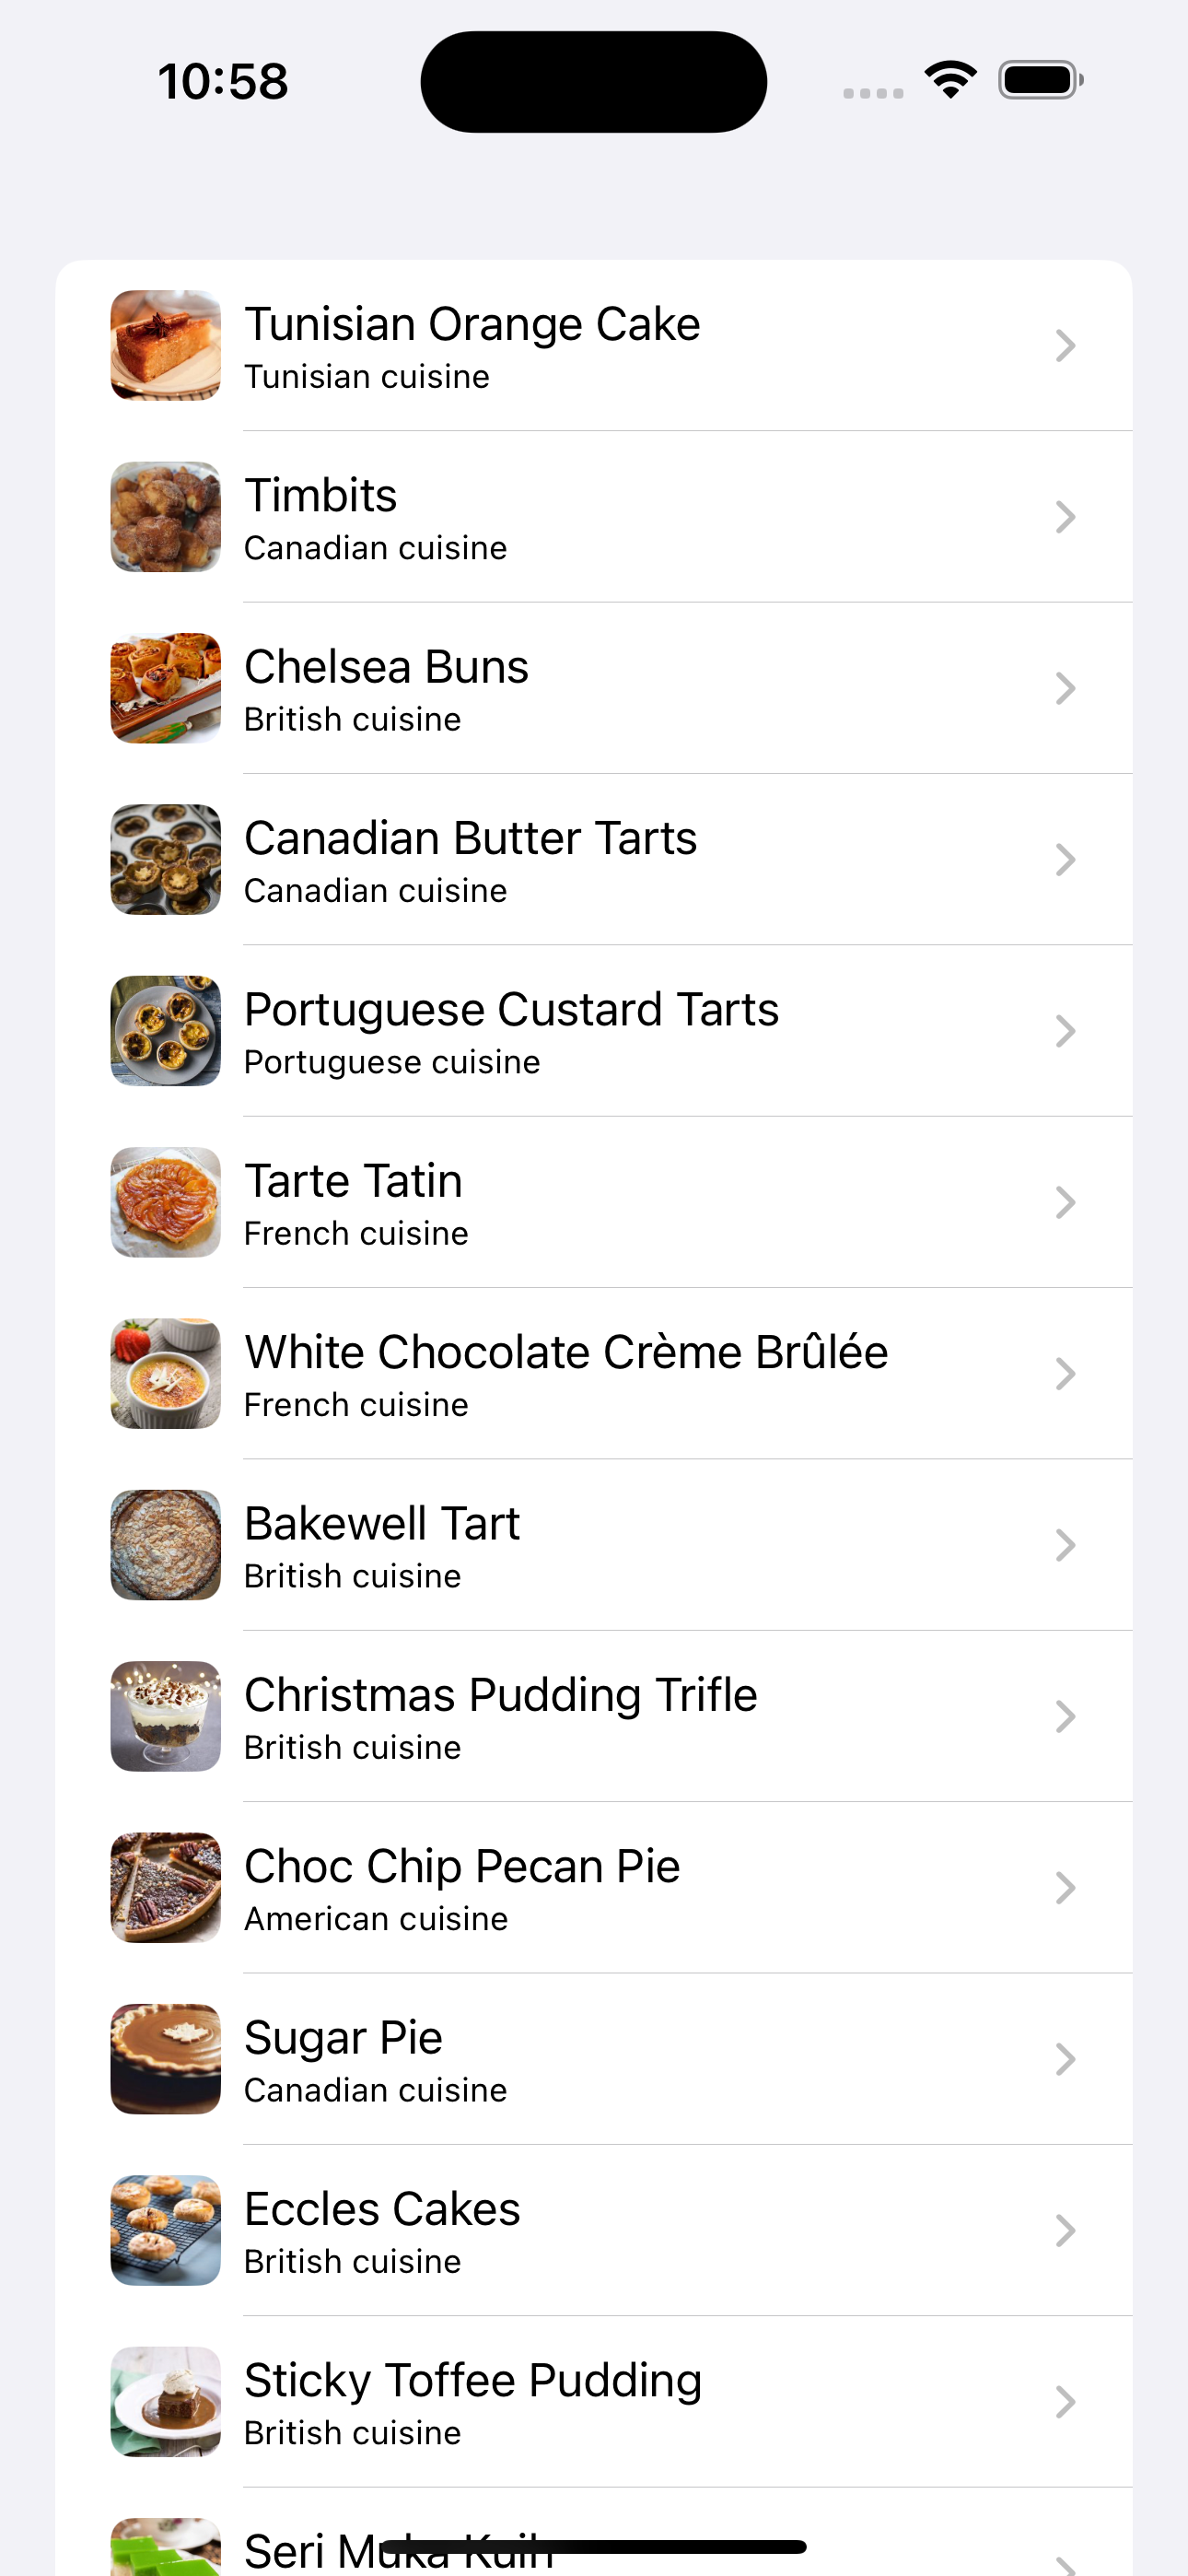 10:58
Tunisian Orange Cake
Tunisian cuisine
Timbits
Canadian cuisine
Chelsea Buns
British cuisine
Canadian Butter Tarts
Canadian cuisine
Portuguese Custard Tarts
Portuguese cuisine
Tarte Tatin
French cuisine
White Chocolate Crème Brûlée
French cuisine
Bakewell Tart
British cuisine
Christmas Pudding Trifle
British cuisine
Choc Chip Pecan Pie
American cuisine
Sugar Pie
Canadian cuisine
Eccles Cakes
British cuisine
Sticky Toffee Pudding
British cuisine
Seri Muka Kuih